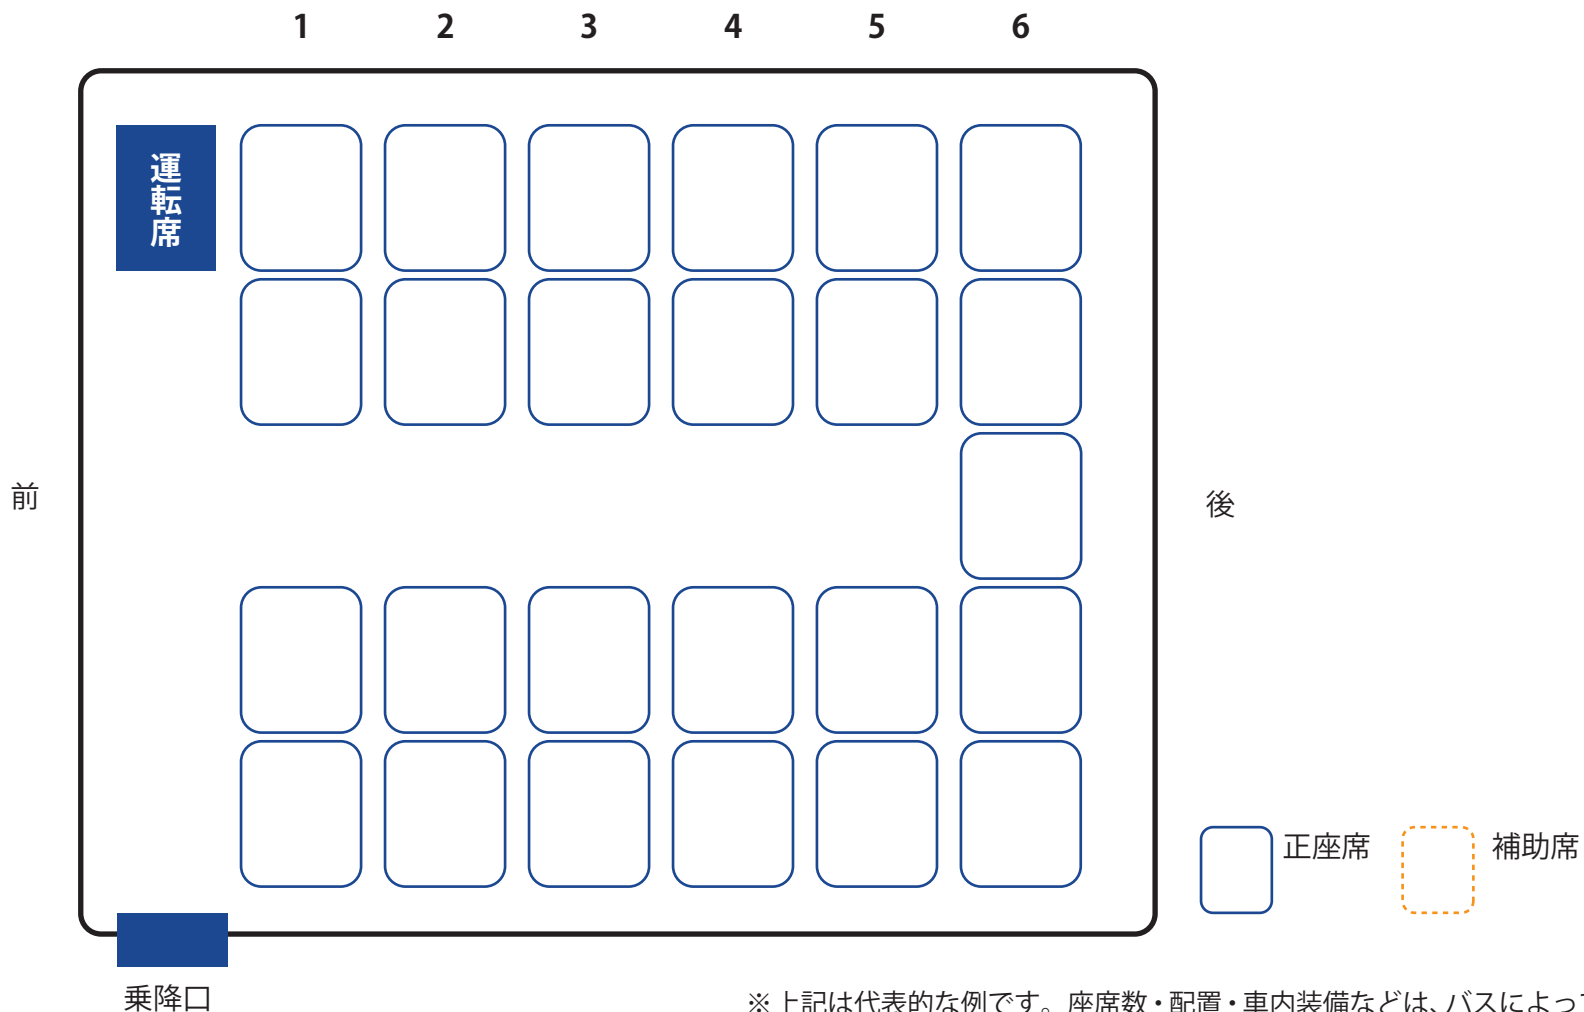 1 2 3 4 5 6
運転席
前
後
正座席 補助席
乗降口
※上記は代表的な例です。座席数・配置・車内装備などは、バスによっ